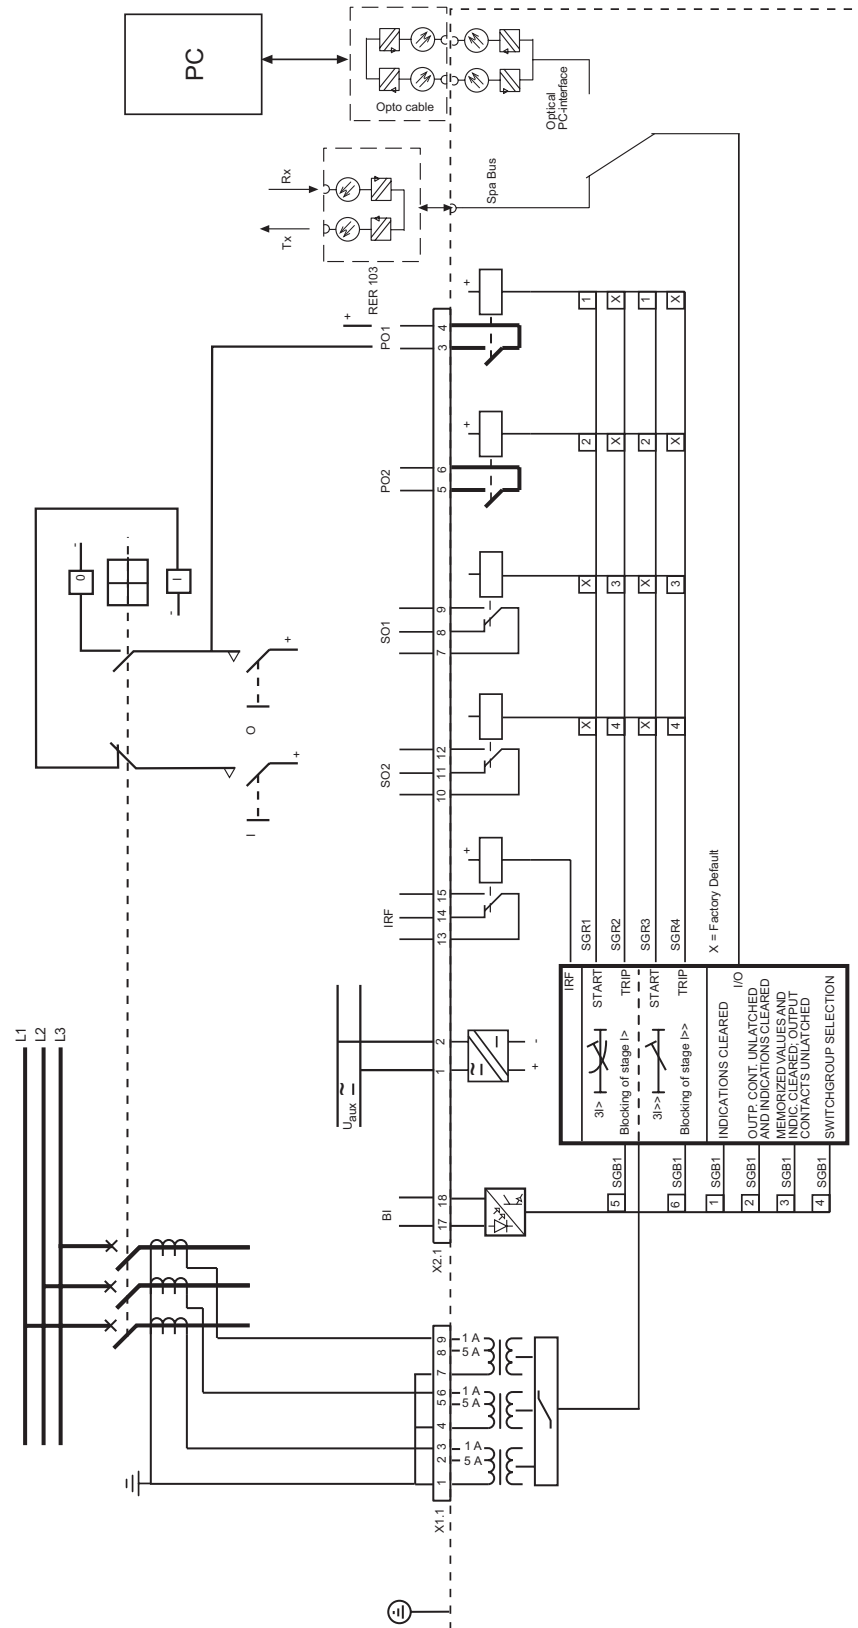 PC
Opto cable
Optical
PC-interface
Rx
Tx
RER 103
Spa Bus
+
PO1
3
4
+
PO2
5
6
+
SO1
7
8
9
SO2
10
11
12
IRF
13
14
15
+
1
X
1
X
2
X
2
X
X
3
X
3
X
4
X
4
0
-
I
-
O
+
I
+
L1
L2
L3
Uaux
~
1
2
+
-
BI
17
18
X2.1
SGR1
SGR2
SGR3
SGR4
X = Factory Default
IRF
START
TRIP
START
TRIP
I/O
3I>
Blocking of stage I>
3I>>
Blocking of stage I>>
INDICATIONS CLEARED
OUTP. CONT. UNLATCHED
AND INDICATIONS CLEARED
MEMORIZED VALUES AND
INDIC. CLEARED; OUTPUT
CONTACTS UNLATCHED
SWITCHGROUP SELECTION
5 SGB1
6 SGB1
1 SGB1
2 SGB1
3 SGB1
4 SGB1
X1.1
1
2
3
4
5
6
7
8
9
1 A
5 A
1 A
5 A
1 A
5 A